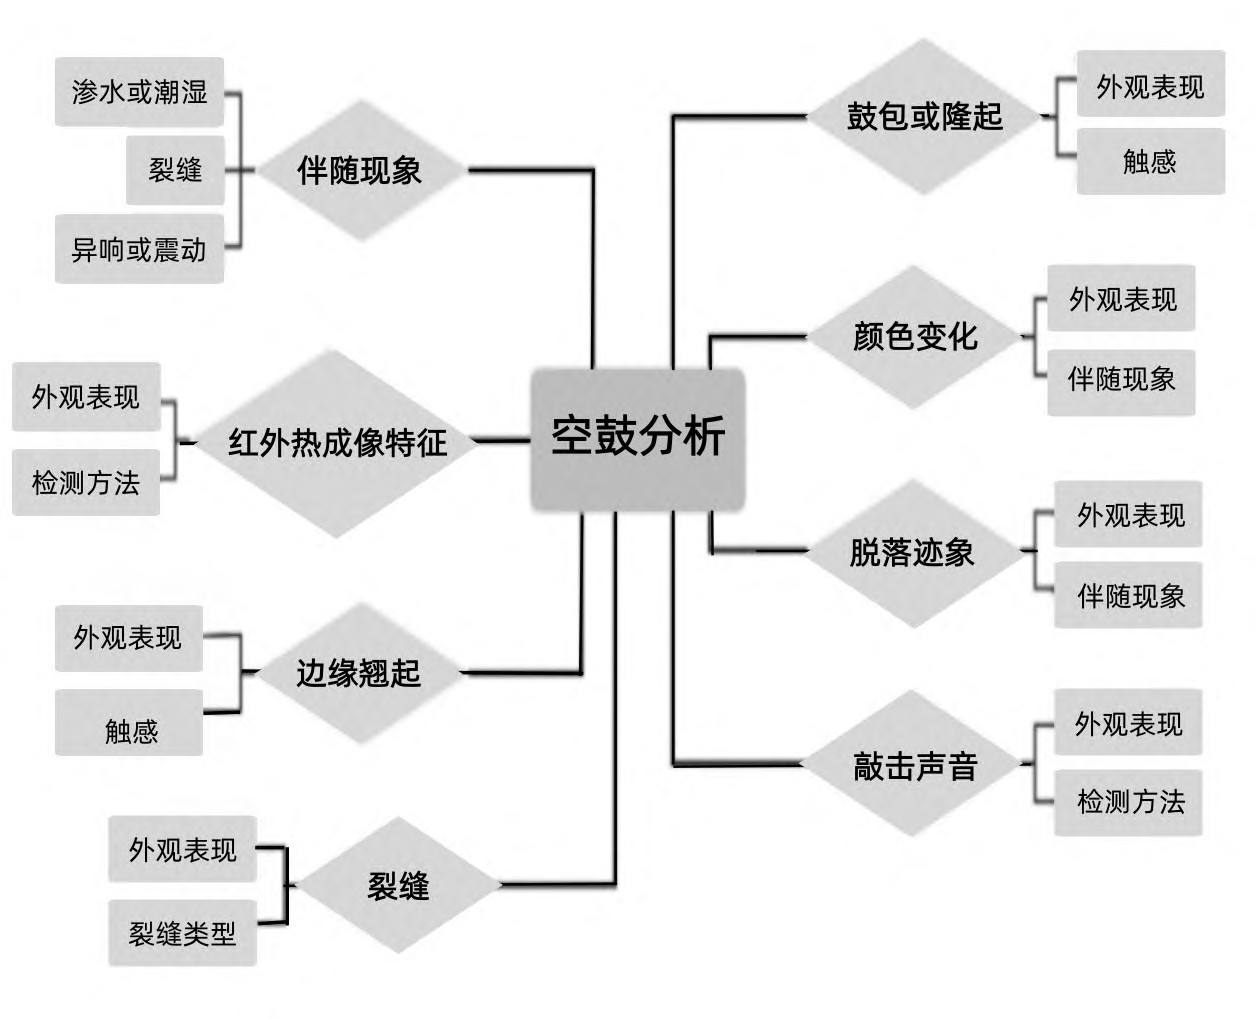 空鼓分析
伴随现象
渗水或潮湿
裂缝
异响或震动
红外热成像特征
外观表现
检测方法
边缘翘起
外观表现
触感
裂缝
外观表现
裂缝类型
鼓包或隆起
外观表现
触感
颜色变化
外观表现
伴随现象
脱落迹象
外观表现
伴随现象
敲击声音
外观表现
检测方法